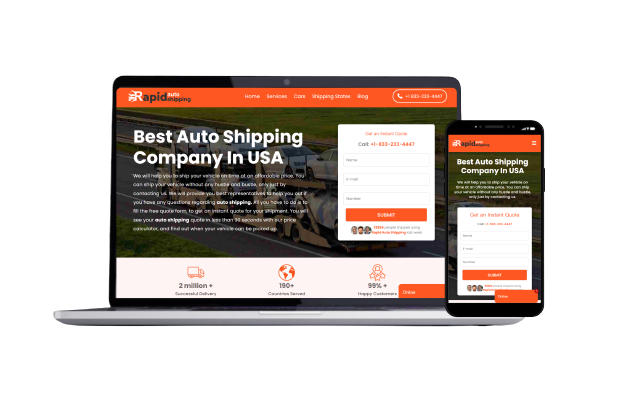 Rapid auto shipping
Home Services Cars Shipping States Blog
+1 833-233-4447
Best Auto Shipping
Company In USA
We will help you to ship your vehicle on time at an affordable price. You
can ship your vehicle without any hustle and bustle, only just by
contacting us. We will provide you best representatives to help you out if
you have any questions regarding auto shipping. All you have to do is to
fill the free quote form, to get an instant quote for your shipment. You will
see your auto shipping quote in less than 90 seconds with our price
calculator, and find out when your vehicle can be picked up.
Get an Instant Quote
Call: +1-833-233-4447
Name
E-mail
Number
SUBMIT
people shipped using
Rapid Auto Shipping last week
2 million +
Successful Delivery
190+
Countries Served
99% +
Happy Customers
Online
Rapid
Best Auto Shipping
Company In USA
We will help you to ship your vehicle on
time at an affordable price. You can ship
your vehicle without any hustle and bustle,
only just by contacting us.
Get an Instant Quote
Call: +1-833-233-4447
Name
E-mail
Number
SUBMIT
Online